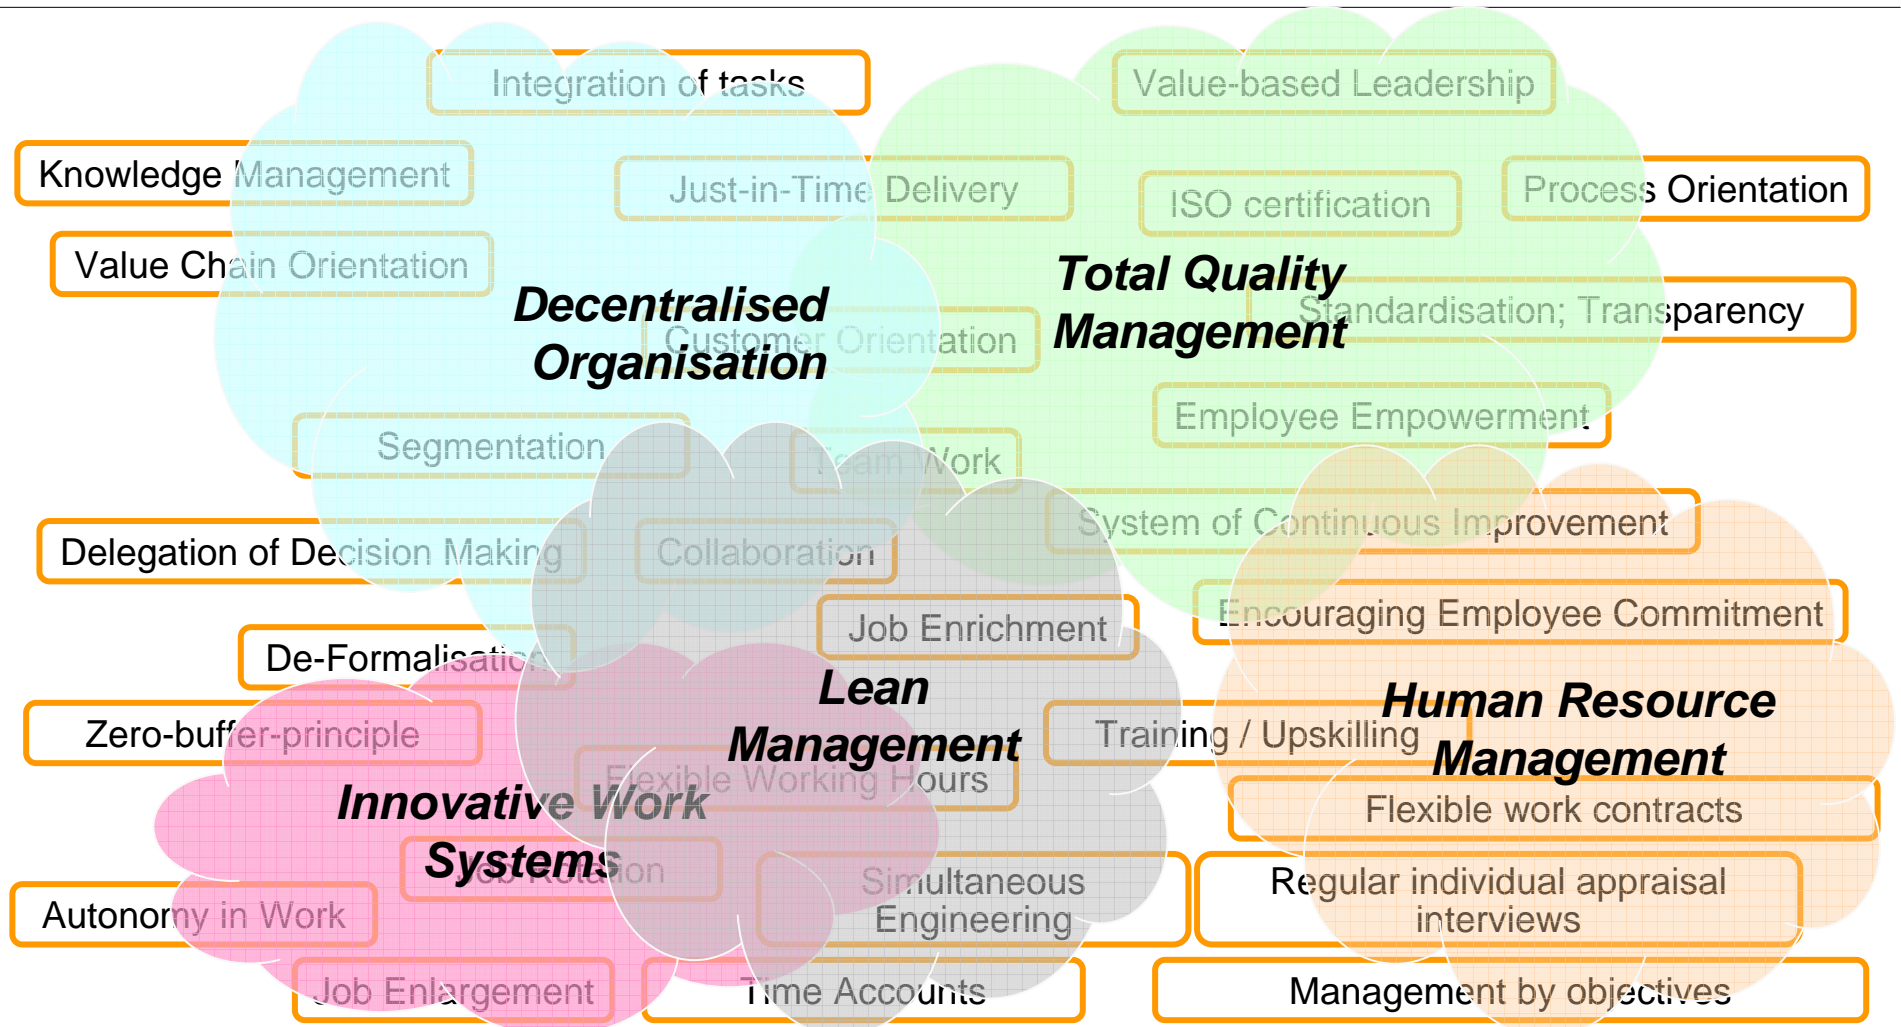 Integration of tasks
Value-based Leadership
Knowledge Management
Just-in-Time Delivery
ISO certification
Process Orientation
Value Chain Orientation
Total Quality
Management
Decentralised
Organisation
Standardisation; Transparency
Customer Orientation
Employee Empowerment
Segmentation
Team Work
System of Continuous Improvement
Delegation of Decision Making
Collaboration
Encouraging Employee Commitment
Job Enrichment
De-Formalisation
Lean
Management
Human Resource
Management
Zero-buffer-principle
Training / Upskilling
Flexible Working Hours
Innovative Work
Systems
Flexible work contracts
Job Rotation
Simultaneous
Engineering
Regular individual appraisal
interviews
Autonomy in Work
Job Enlargement
Time Accounts
Management by objectives